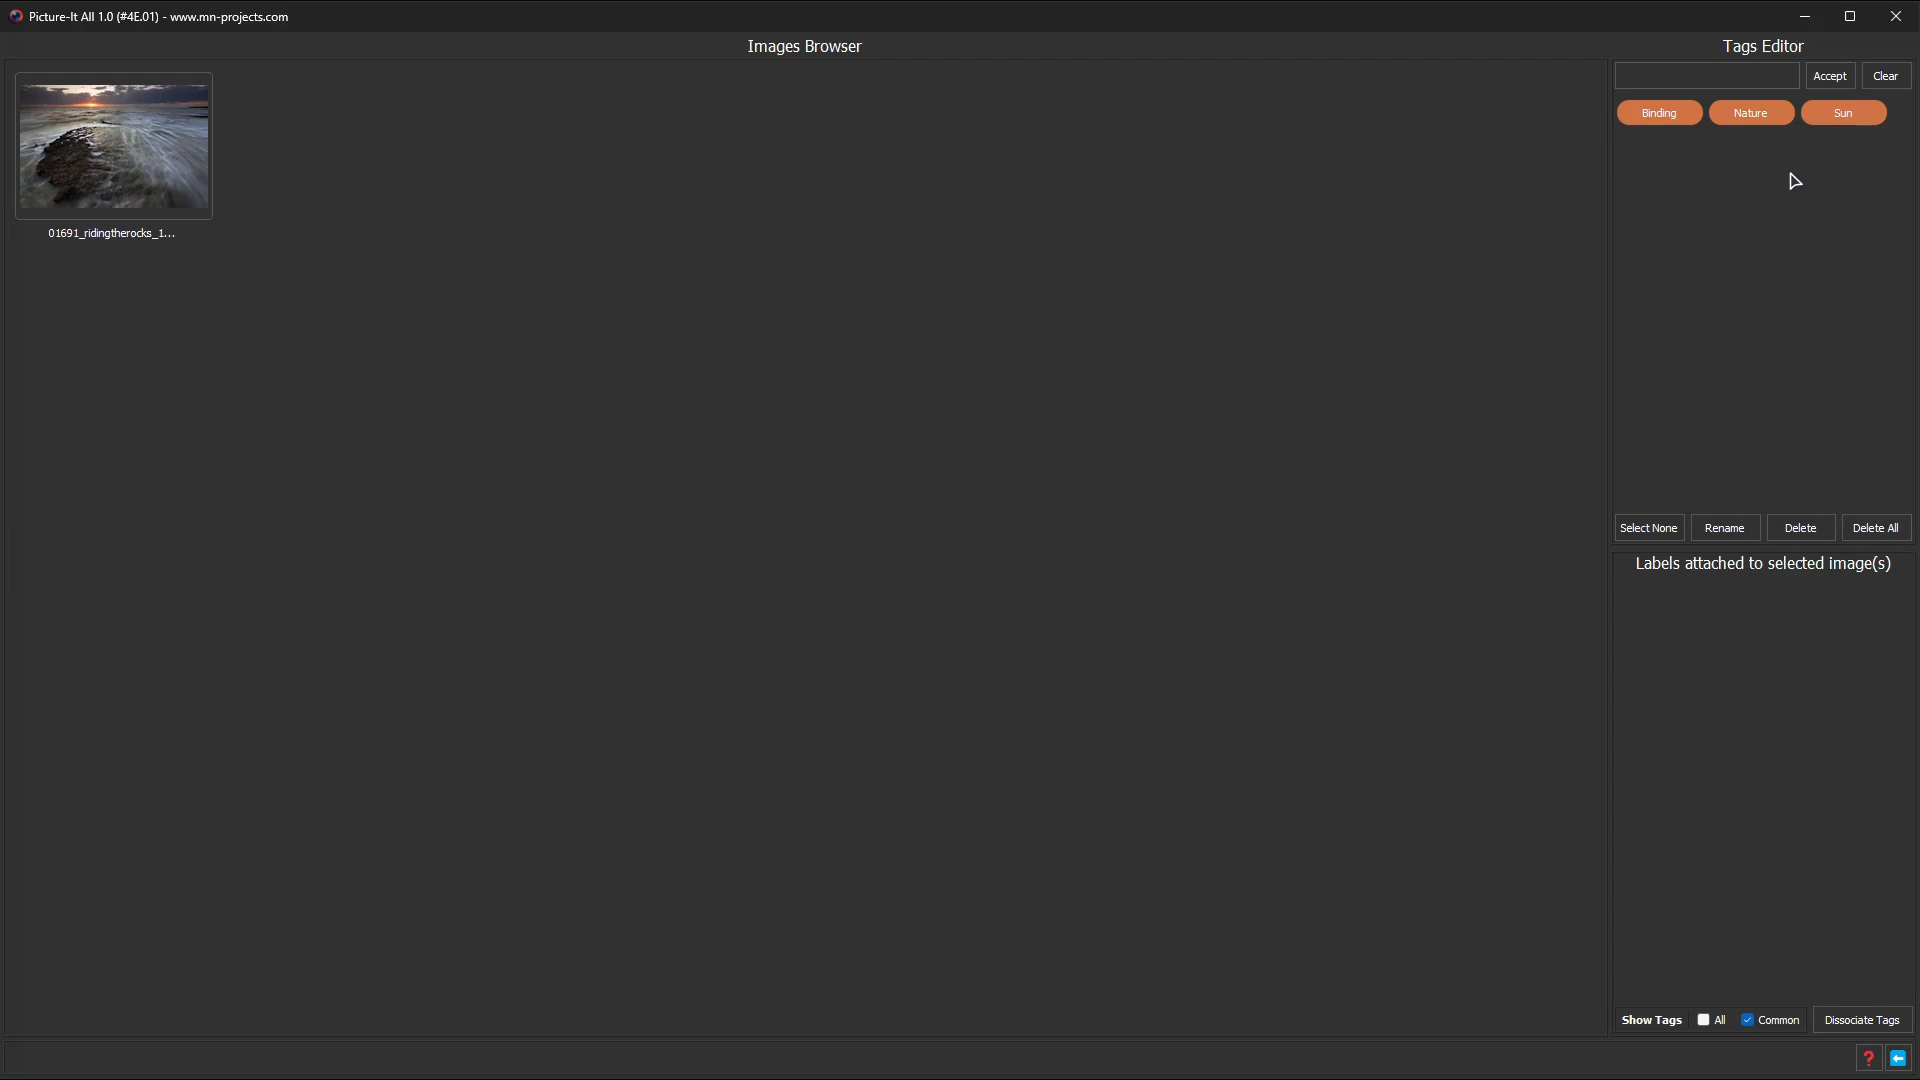 Picture-It All 1.0 (#4E.01) - www.mn-projects.com
Images Browser
Tags Editor
Accept
Clear
Binding
Nature
Sun
01691_ridingtherocks_1...
Select None
Rename
Delete
Delete All
Labels attached to selected image(s)
Show Tags
All
Common
Dissociate Tags
?